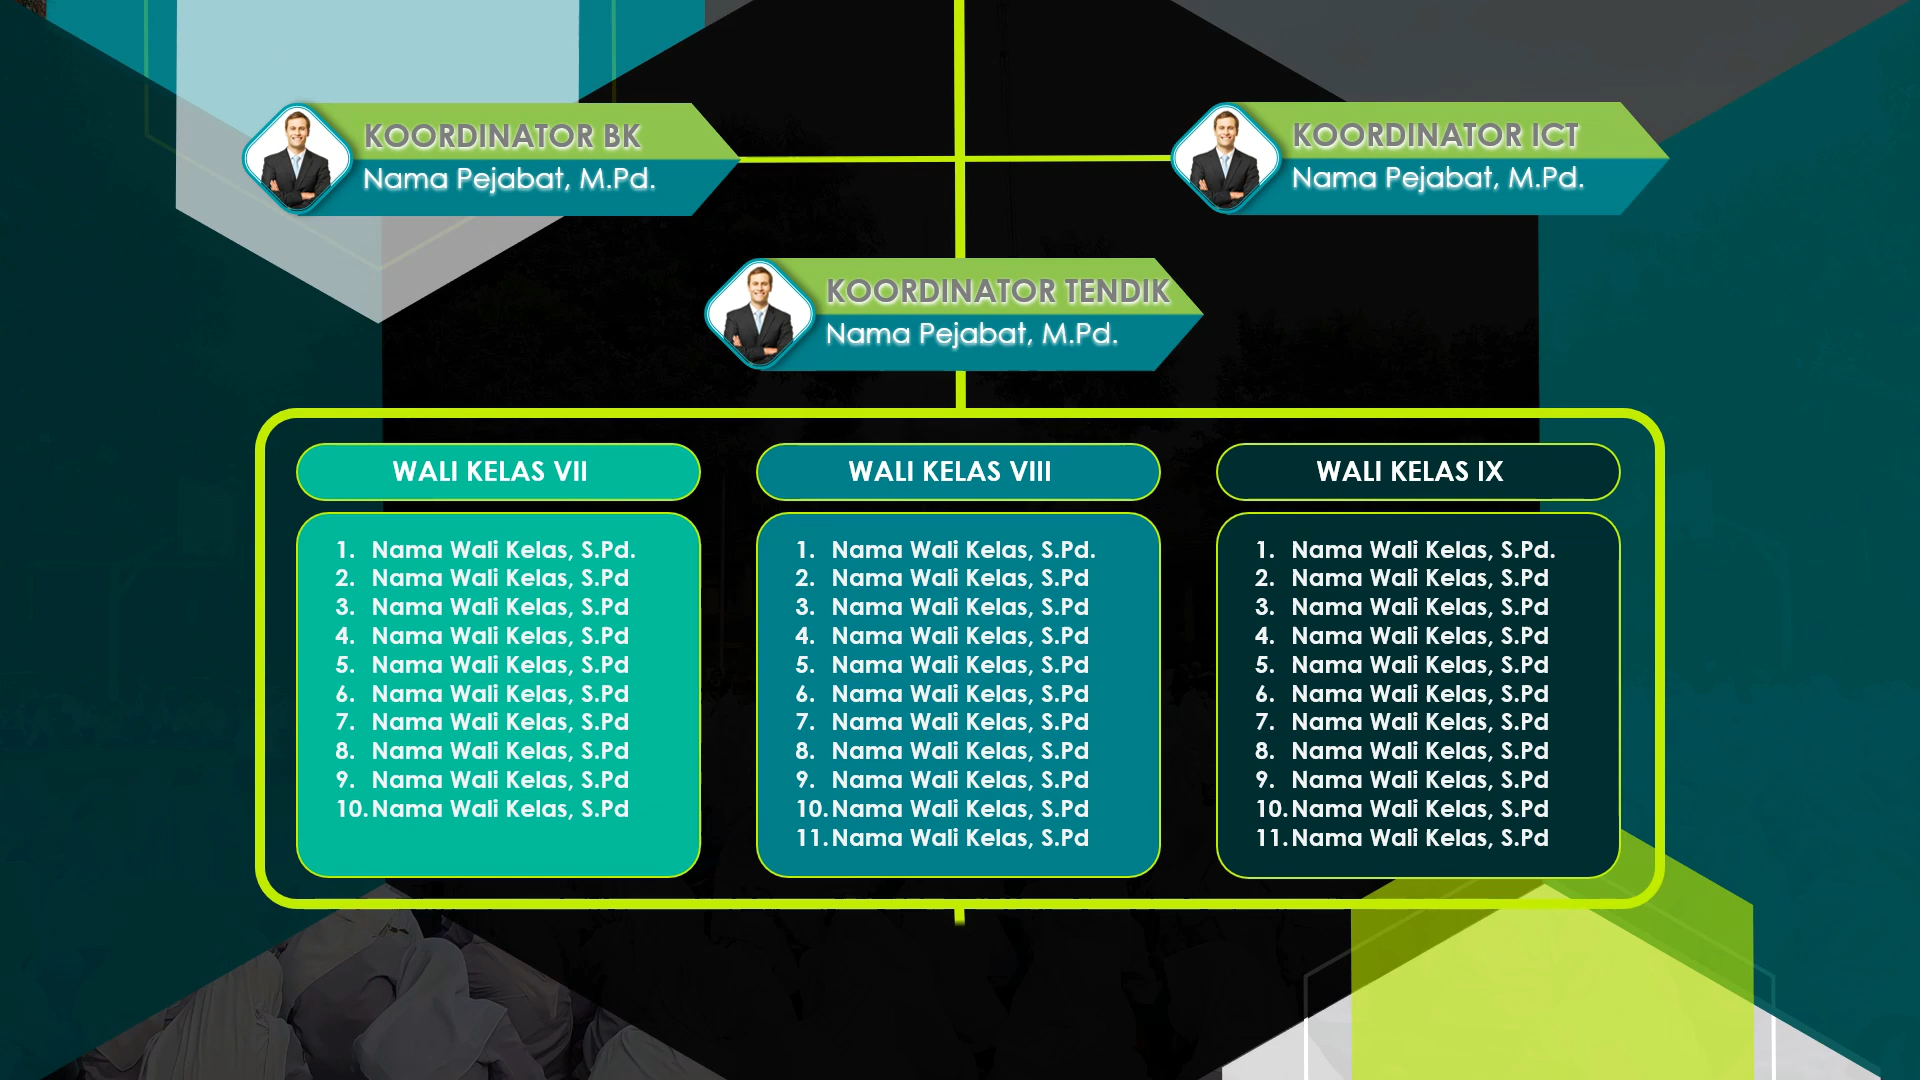 KOORDINATOR BK
Nama Pejabat, M.Pd.
KOORDINATOR ICT
Nama Pejabat, M.Pd.
KOORDINATOR TENDIK
Nama Pejabat, M.Pd.
WALI KELAS VII
1. Nama Wali Kelas, S.Pd.
2. Nama Wali Kelas, S.Pd
3. Nama Wali Kelas, S.Pd
4. Nama Wali Kelas, S.Pd
5. Nama Wali Kelas, S.Pd
6. Nama Wali Kelas, S.Pd
7. Nama Wali Kelas, S.Pd
8. Nama Wali Kelas, S.Pd
9. Nama Wali Kelas, S.Pd
10. Nama Wali Kelas, S.Pd
WALI KELAS VIII
1. Nama Wali Kelas, S.Pd.
2. Nama Wali Kelas, S.Pd
3. Nama Wali Kelas, S.Pd
4. Nama Wali Kelas, S.Pd
5. Nama Wali Kelas, S.Pd
6. Nama Wali Kelas, S.Pd
7. Nama Wali Kelas, S.Pd
8. Nama Wali Kelas, S.Pd
9. Nama Wali Kelas, S.Pd
10. Nama Wali Kelas, S.Pd
11. Nama Wali Kelas, S.Pd
WALI KELAS IX
1. Nama Wali Kelas, S.Pd.
2. Nama Wali Kelas, S.Pd
3. Nama Wali Kelas, S.Pd
4. Nama Wali Kelas, S.Pd
5. Nama Wali Kelas, S.Pd
6. Nama Wali Kelas, S.Pd
7. Nama Wali Kelas, S.Pd
8. Nama Wali Kelas, S.Pd
9. Nama Wali Kelas, S.Pd
10. Nama Wali Kelas, S.Pd
11. Nama Wali Kelas, S.Pd